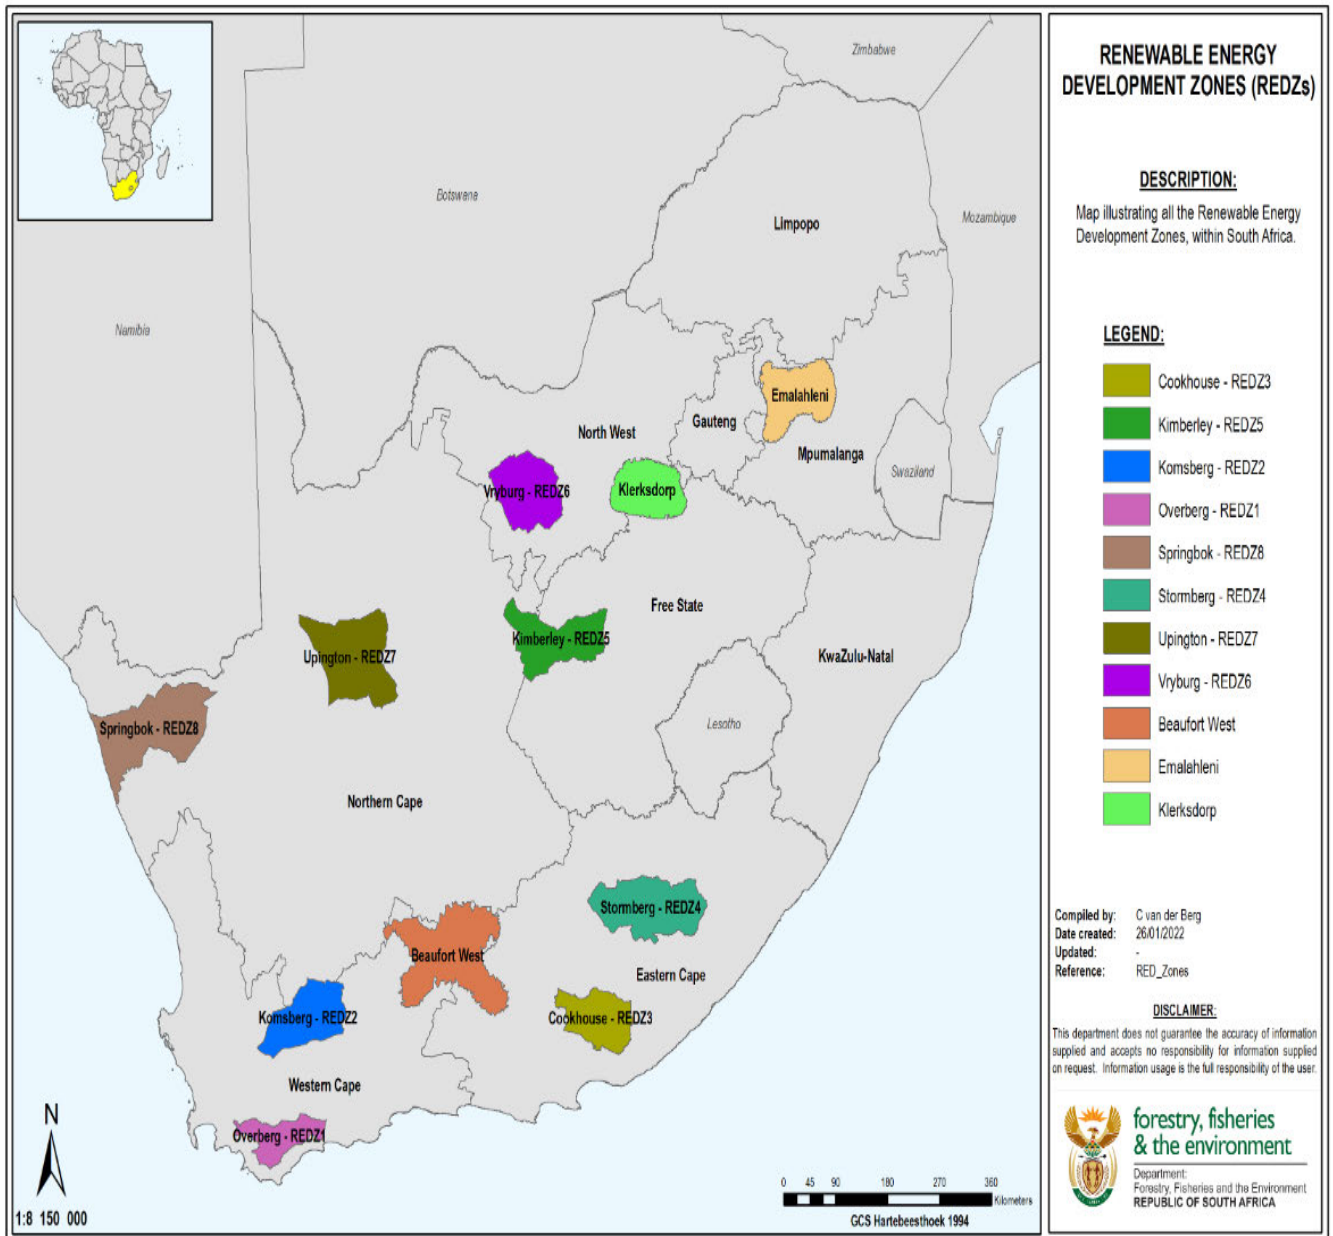 Zimbabwe
Botswana
Limpopo
Mozambique
Namibia
Emalahleni
Gauteng
North West
Mpumalanga
Swaziland
Vryburg - REDZ6
Klerksdorp
Free State
Kimberley - REDZ5
Upington - REDZ7
KwaZulu-Natal
Springbok - REDZ8
Lesotho
Northern Cape
Stormberg - REDZ4
Beaufort West
Eastern Cape
Komsberg - REDZ2
Cookhouse - REDZ3
Western Cape
Overberg - REDZ1
N
1:8 150 000
0 45 90 180 270 360
Kilometers
GCS Hartebeesthoek 1994
RENEWABLE ENERGY
DEVELOPMENT ZONES (REDZs)
DESCRIPTION:
Map illustrating all the Renewable Energy
Development Zones, within South Africa.
LEGEND:
Cookhouse - REDZ3
Kimberley - REDZ5
Komsberg - REDZ2
Overberg - REDZ1
Springbok - REDZ8
Stormberg - REDZ4
Upington - REDZ7
Vryburg - REDZ6
Beaufort West
Emalahleni
Klerksdorp
Compiled by: C van der Berg
Date created: 26/01/2022
Updated: -
Reference: RED_Zones
DISCLAIMER:
This department does not guarantee the accuracy of information
supplied and accepts no responsibility for information supplied
on request. Information usage is the full responsibility of the user.
forestry, fisheries
& the environment
Department:
Forestry, Fisheries and the Environment
REPUBLIC OF SOUTH AFRICA